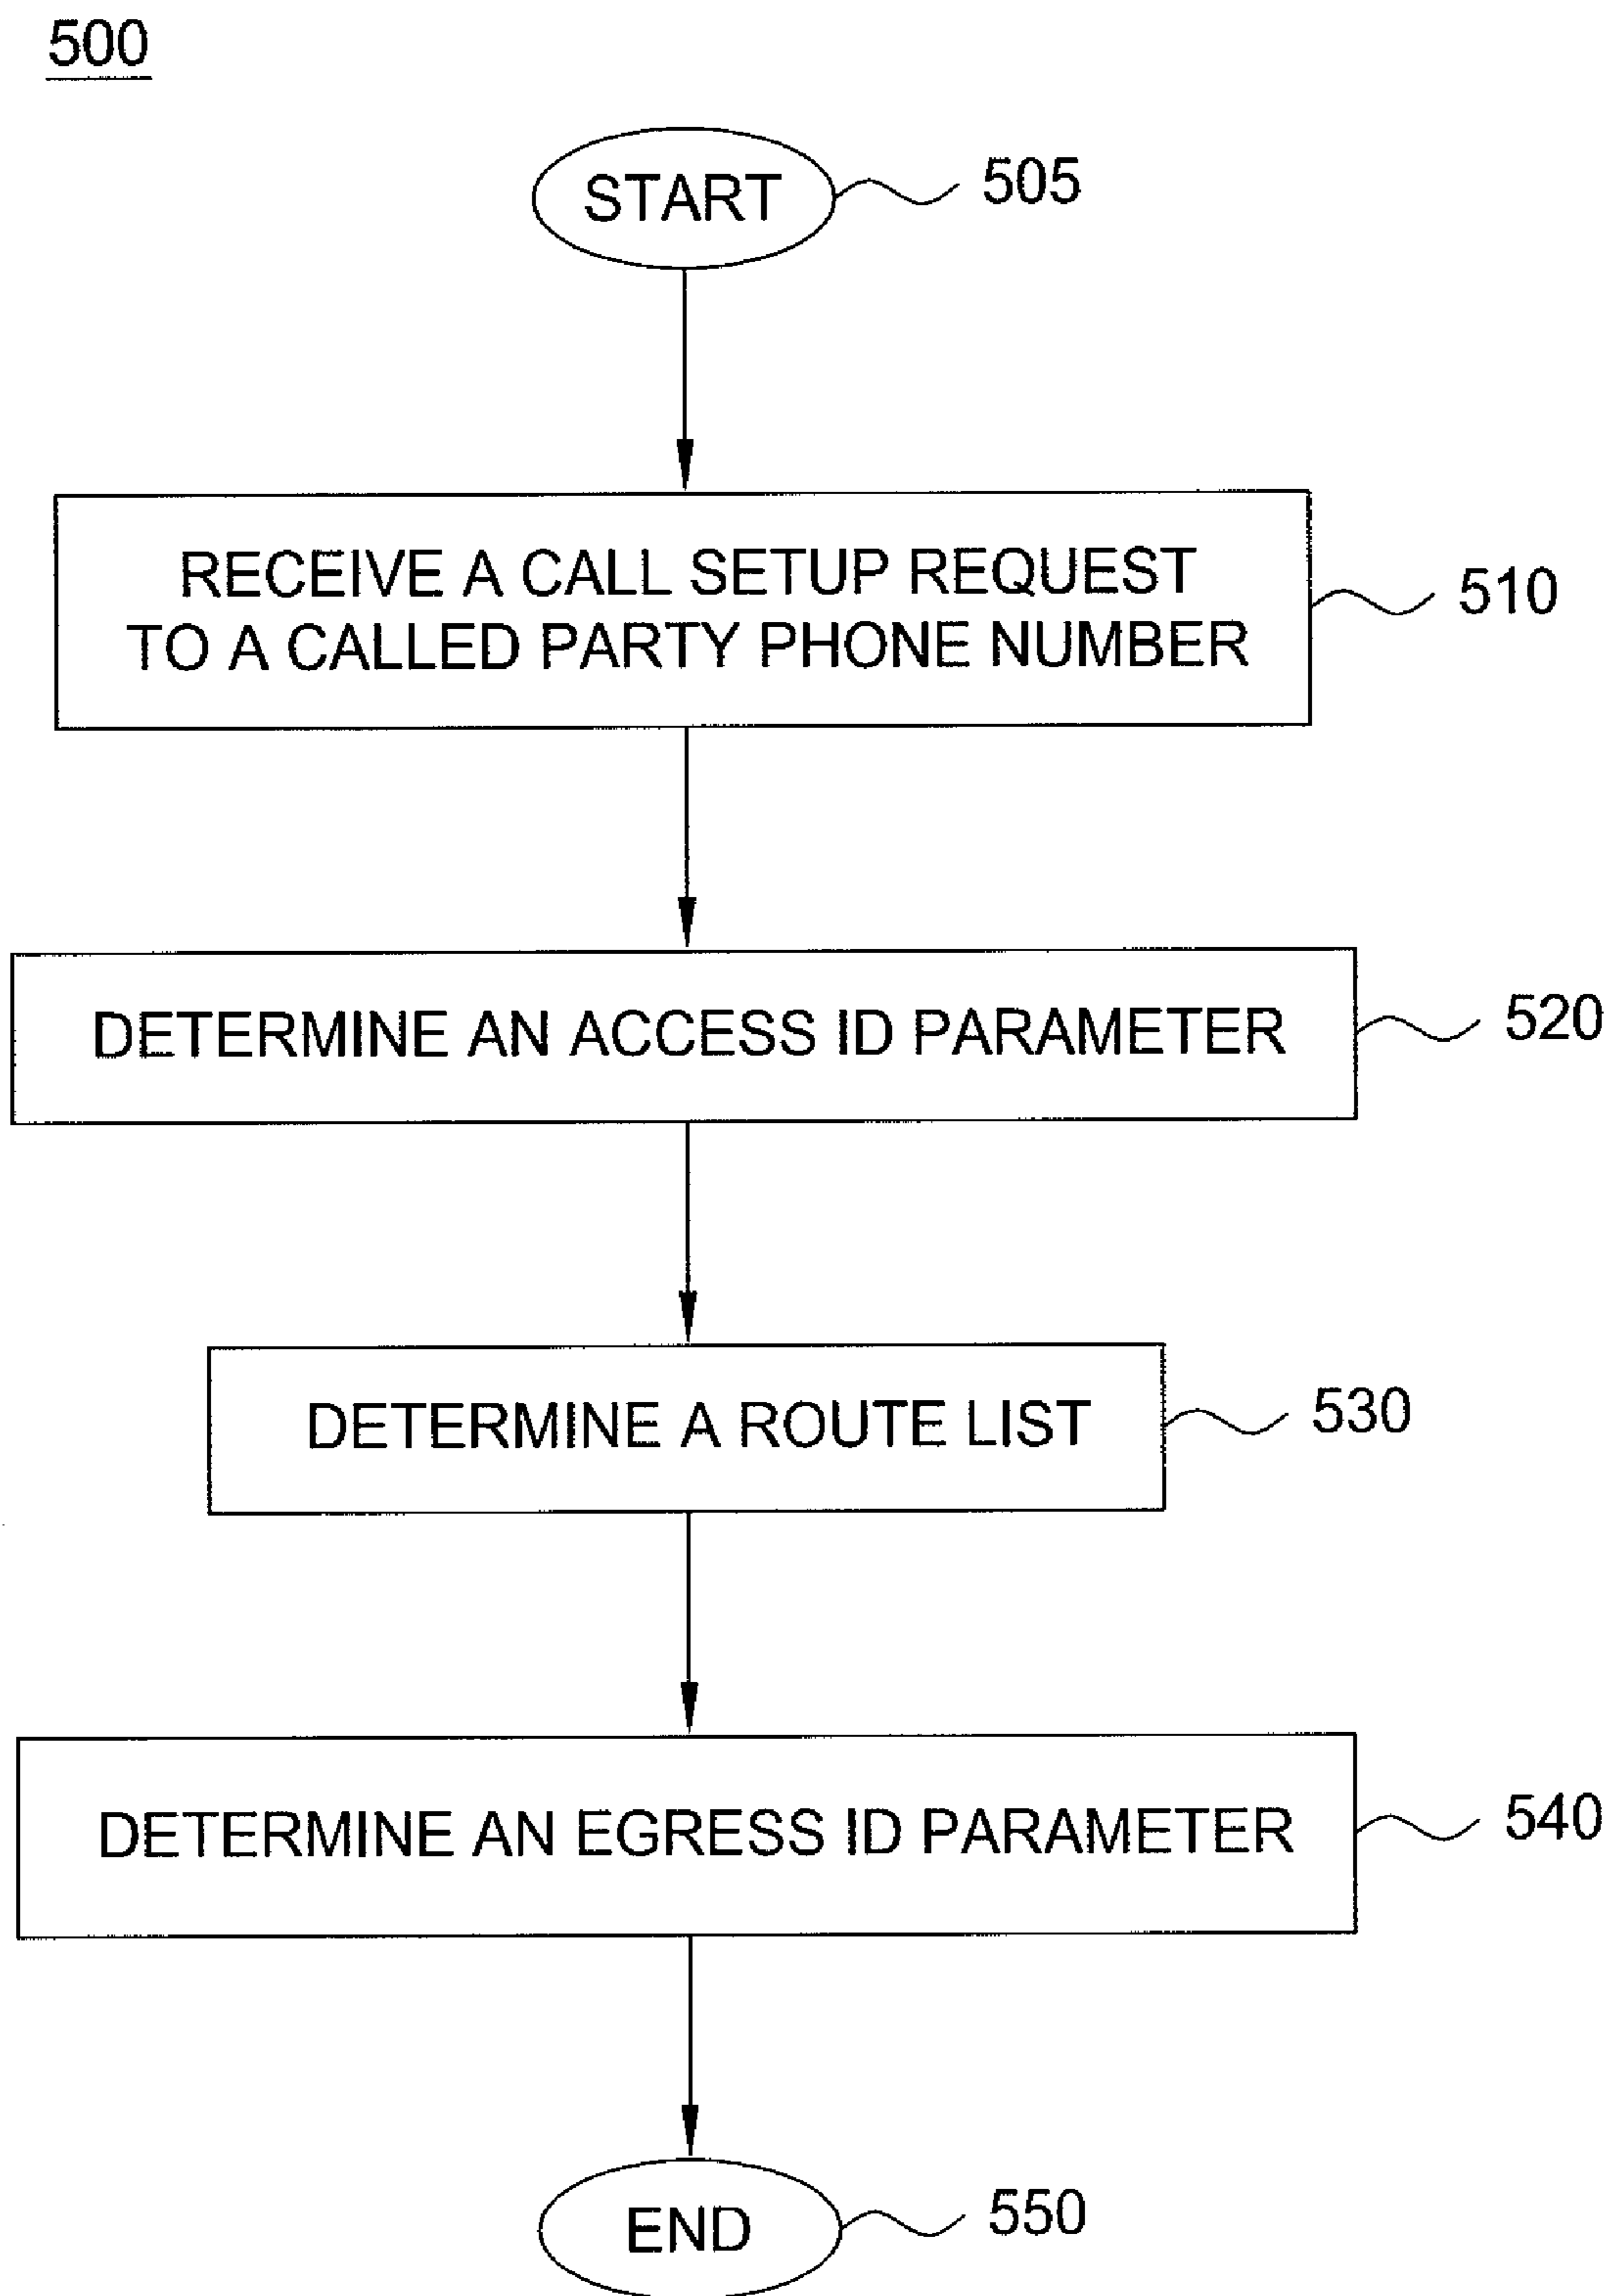 500
START
505
RECEIVE A CALL SETUP REQUEST
TO A CALLED PARTY PHONE NUMBER
510
DETERMINE AN ACCESS ID PARAMETER
520
DETERMINE A ROUTE LIST
530
DETERMINE AN EGRESS ID PARAMETER
540
END
550